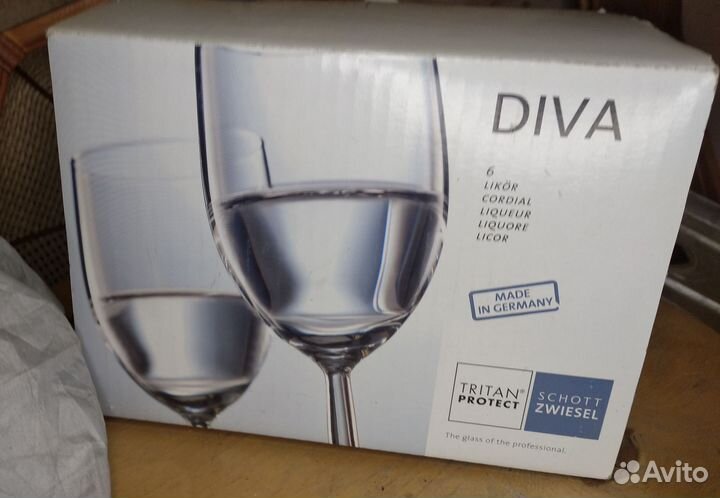 DIVA
6
LIKÖR
CORDIAL
LIQUEUR
LIQUORE
LICOR
MADE
IN GERMANY
TRITAN®
PROTECT
SCHOTT
ZWIESEL
The glass of the professional.
Avito